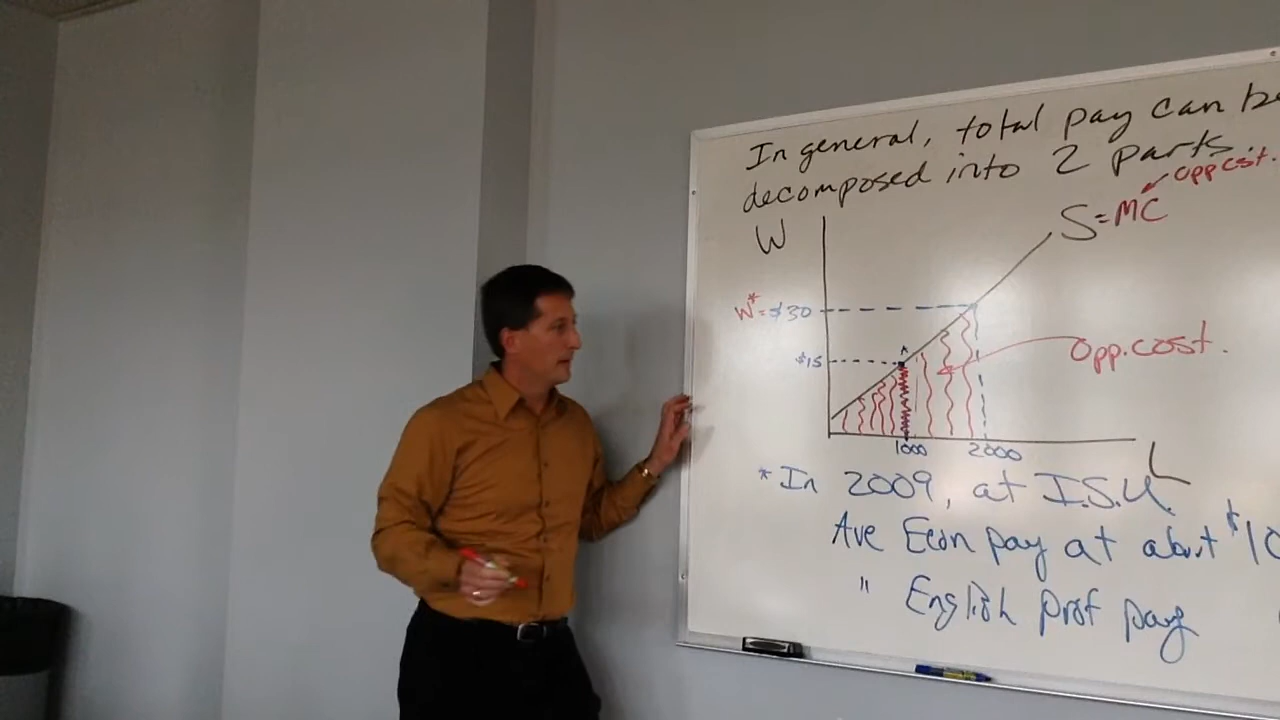 In general, total pay can be
decomposed into 2 parts.
opp cost.
W
S=MC
W*=$30
$15
A
opp.cost.
1000
2000
L
*In 2009, at I.S.U.
Ave Econ pay at about $10
" English prof pay